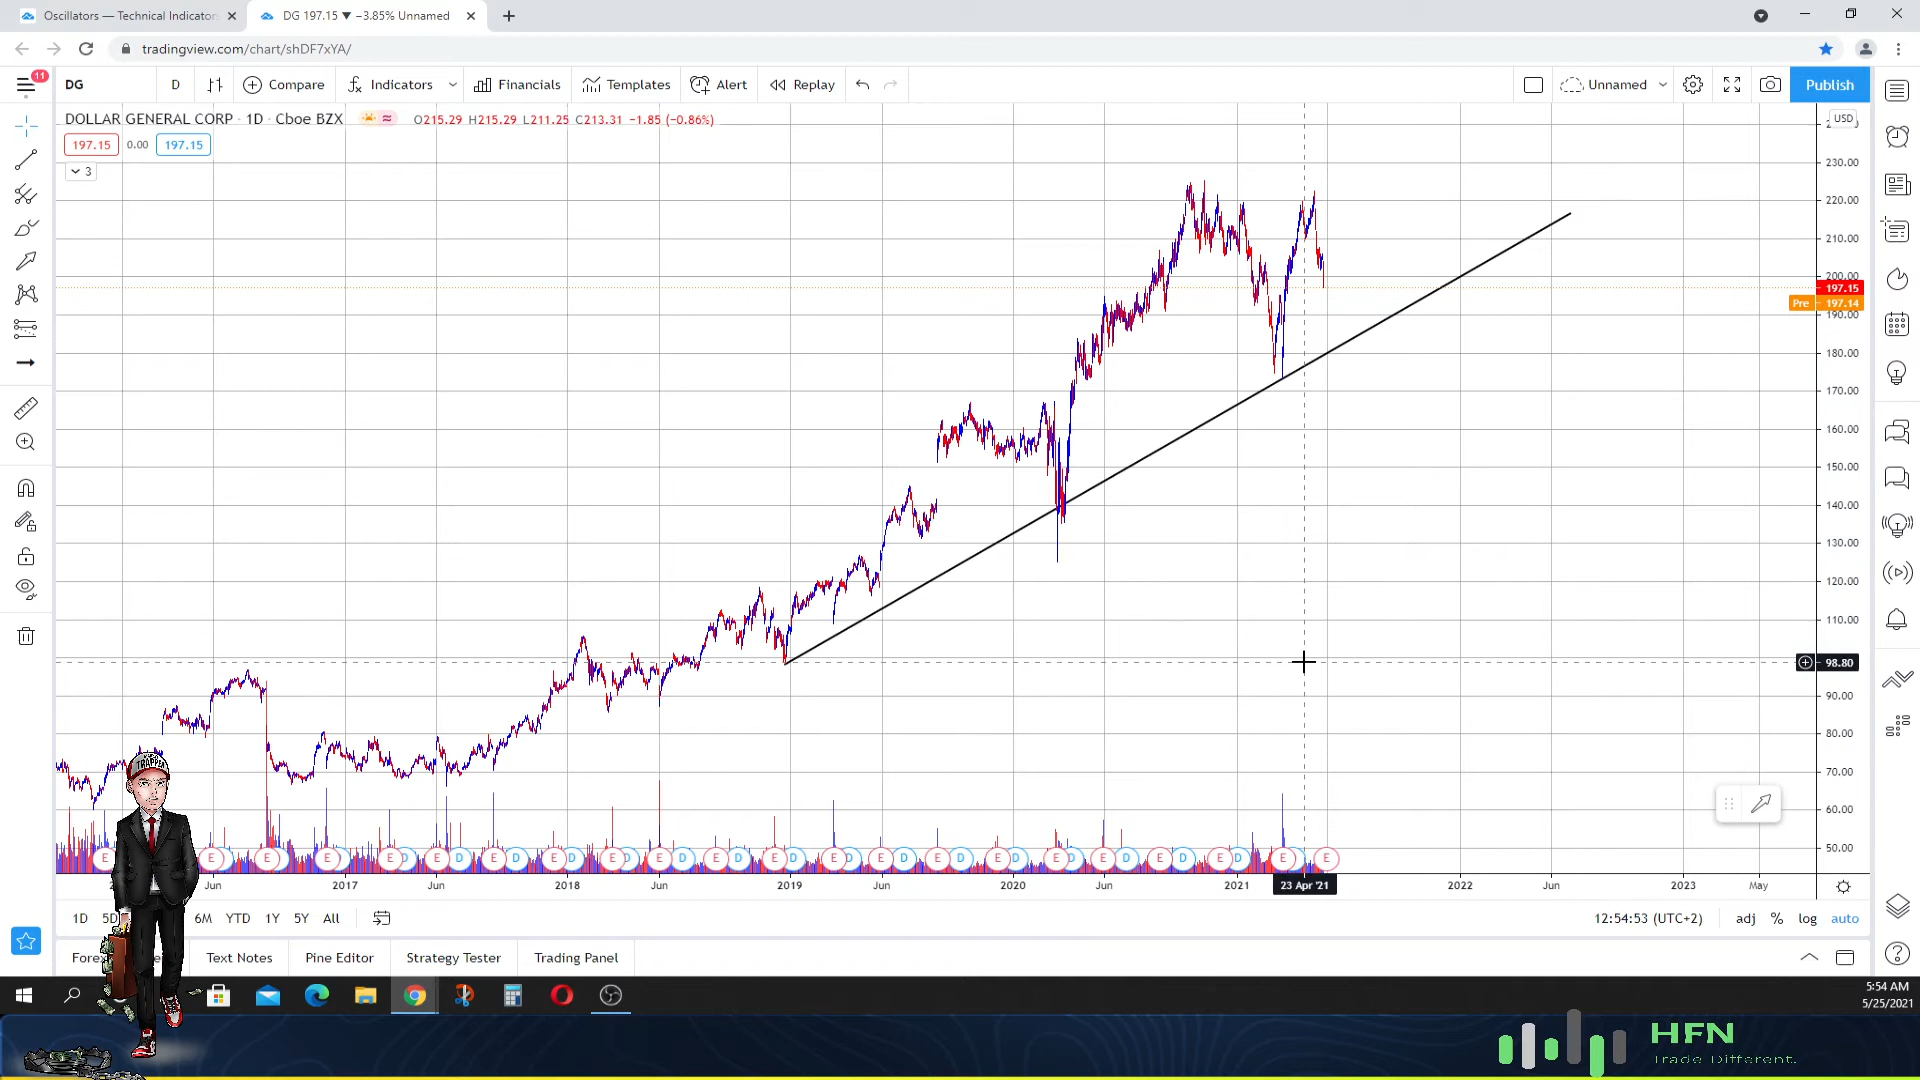 Oscillators — Technical Indicator
DG 197.15 ▼ −3.85% Unnamed
tradingview.com/chart/shDF7xYA/
11
DG D Compare Indicators Financials Templates Alert Replay Unnamed Publish
DOLLAR GENERAL CORP · 1D · Cboe BZX O215.29 H215.29 L211.25 C213.31 −1.85 (−0.86%)
197.15 0.00 197.15
3
USD
230.00
220.00
210.00
200.00
197.15
Pre 197.14
190.00
180.00
170.00
160.00
150.00
140.00
130.00
120.00
110.00
98.80
90.00
80.00
70.00
60.00
50.00
TRAPPER
E E E E E D E D E D E D E D E D E D E D E D E D E D E D E D E D E D E D E D E E
Jun 2017 Jun 2018 Jun 2019 Jun 2020 Jun 2021 23 Apr '21 2022 Jun 2023 May
1D 5D 6M YTD 1Y 5Y All 12:54:53 (UTC+2) adj % log auto
Text Notes Pine Editor Strategy Tester Trading Panel
5:54 AM
5/25/2021
HFN
Trade Different.